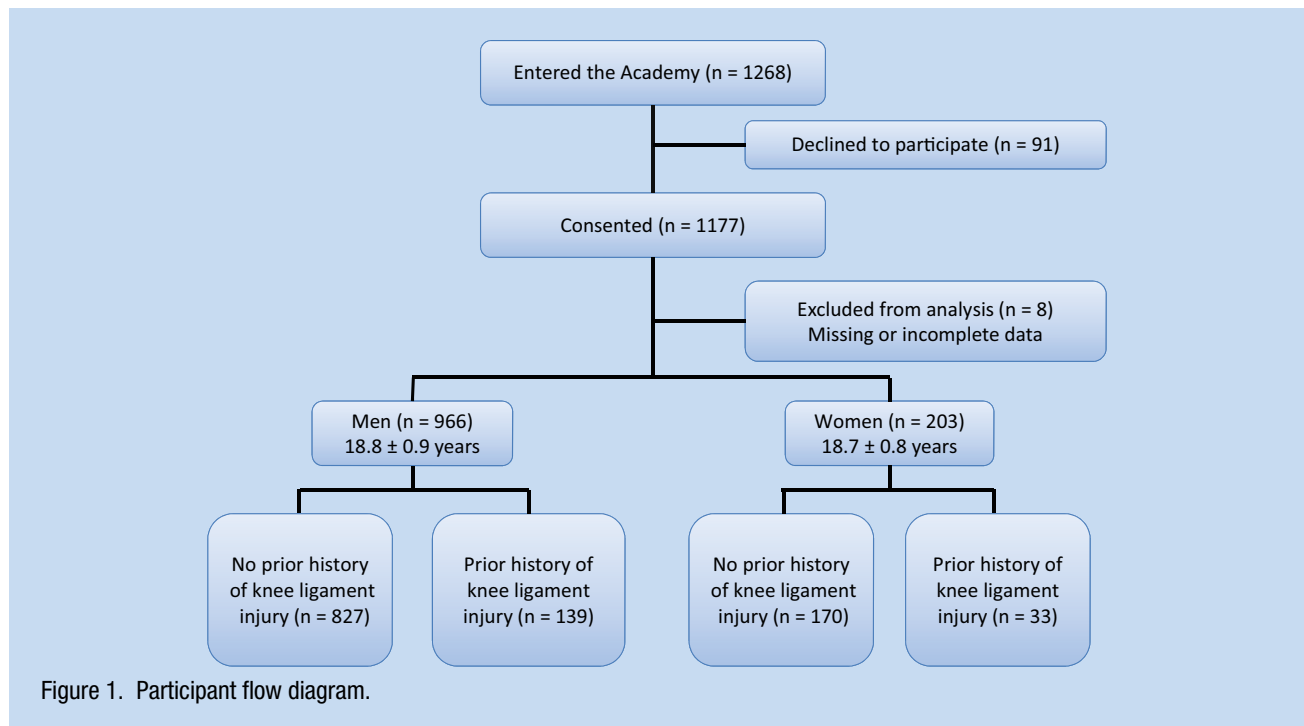 Entered the Academy (n = 1268)
Declined to participate (n = 91)
Consented (n = 1177)
Excluded from analysis (n = 8)
Missing or incomplete data
Men (n = 966)
18.8 ± 0.9 years
Women (n = 203)
18.7 ± 0.8 years
No prior history
of knee ligament
injury (n = 827)
Prior history of
knee ligament
injury (n = 139)
No prior history
of knee ligament
injury (n = 170)
Prior history of
knee ligament
injury (n = 33)
Figure 1. Participant flow diagram.